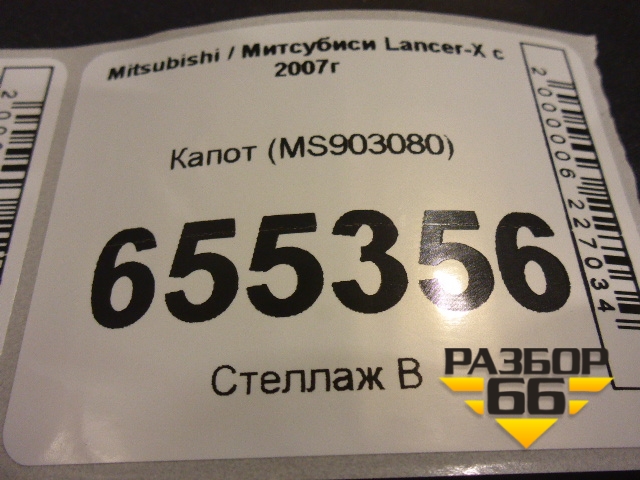 Mitsubishi / Митсубиси Lancer-X с
2007г
Капот (MS903080)
655356
Стеллаж В
2000006227034
РАЗБОР
66